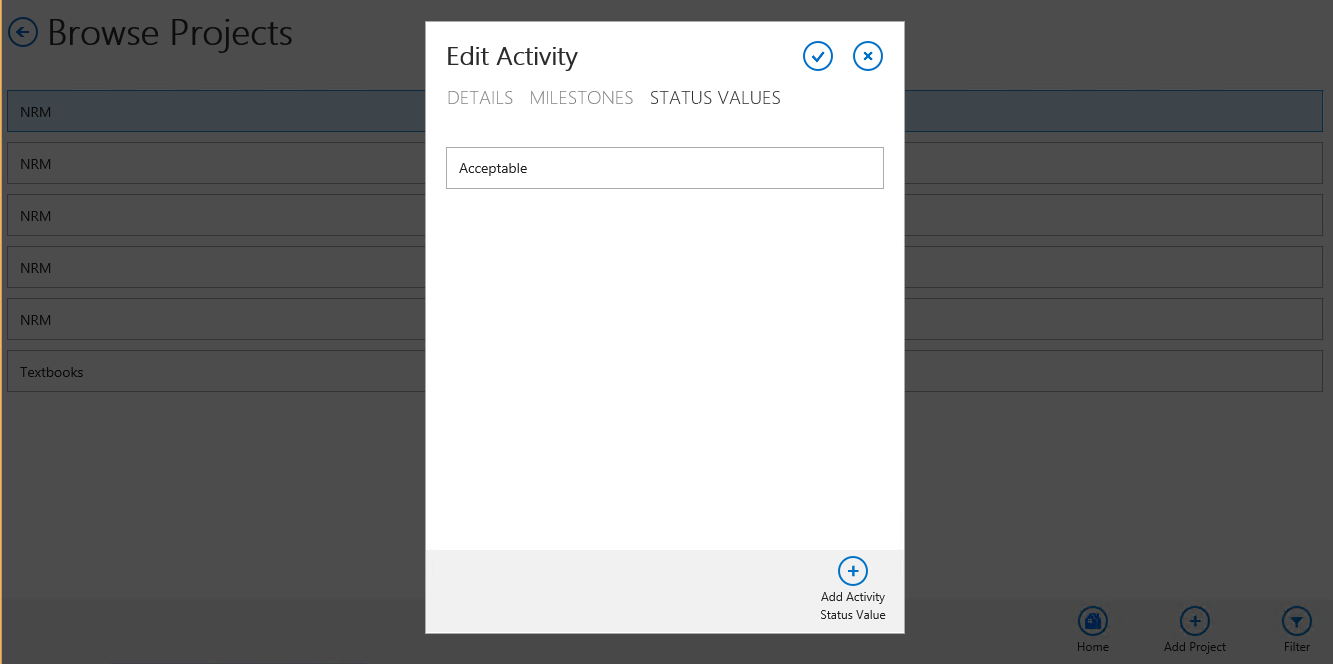 Browse Projects
NRM
NRM
NRM
NRM
NRM
Textbooks
Edit Activity
DETAILS MILESTONES STATUS VALUES
Acceptable
Add Activity
Status Value
Home
Add Project
Filter